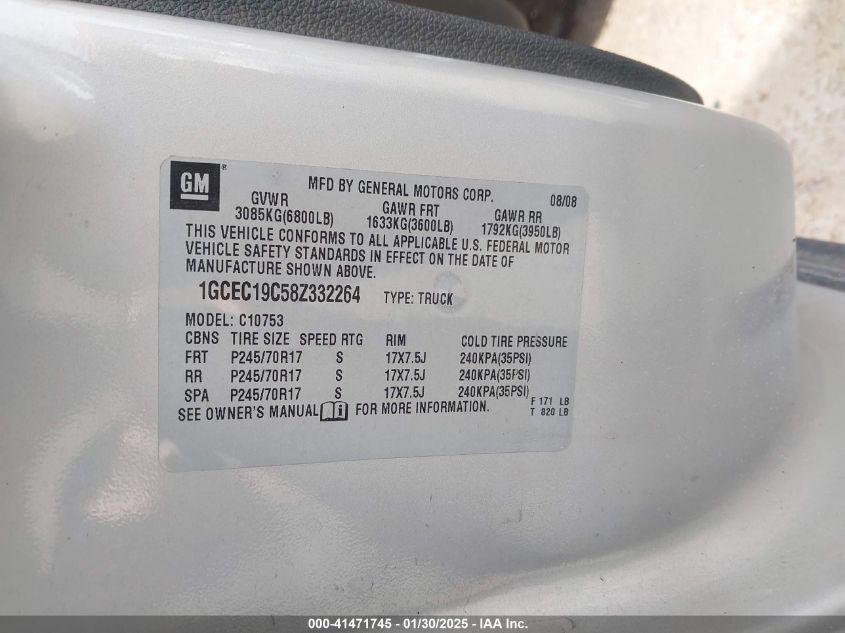 GM ®
MFD BY GENERAL MOTORS CORP. 08/08
GVWR GAWR FRT GAWR RR
3085KG(6800LB) 1633KG(3600LB) 1792KG(3950LB)
THIS VEHICLE CONFORMS TO ALL APPLICABLE U.S. FEDERAL MOTOR
VEHICLE SAFETY STANDARDS IN EFFECT ON THE DATE OF
MANUFACTURE SHOWN ABOVE.
1GCEC19C58Z332264 TYPE: TRUCK
MODEL: C10753
CBNS TIRE SIZE SPEED RTG RIM COLD TIRE PRESSURE
FRT P245/70R17 S 17X7.5J 240KPA(35PSI)
RR P245/70R17 S 17X7.5J 240KPA(35PSI)
SPA P245/70R17 S 17X7.5J 240KPA(35PSI)
SEE OWNER'S MANUAL i FOR MORE INFORMATION.
F 171 LB
T 820 LB
000-41471745 — 01/30/2025 - IAA Inc.